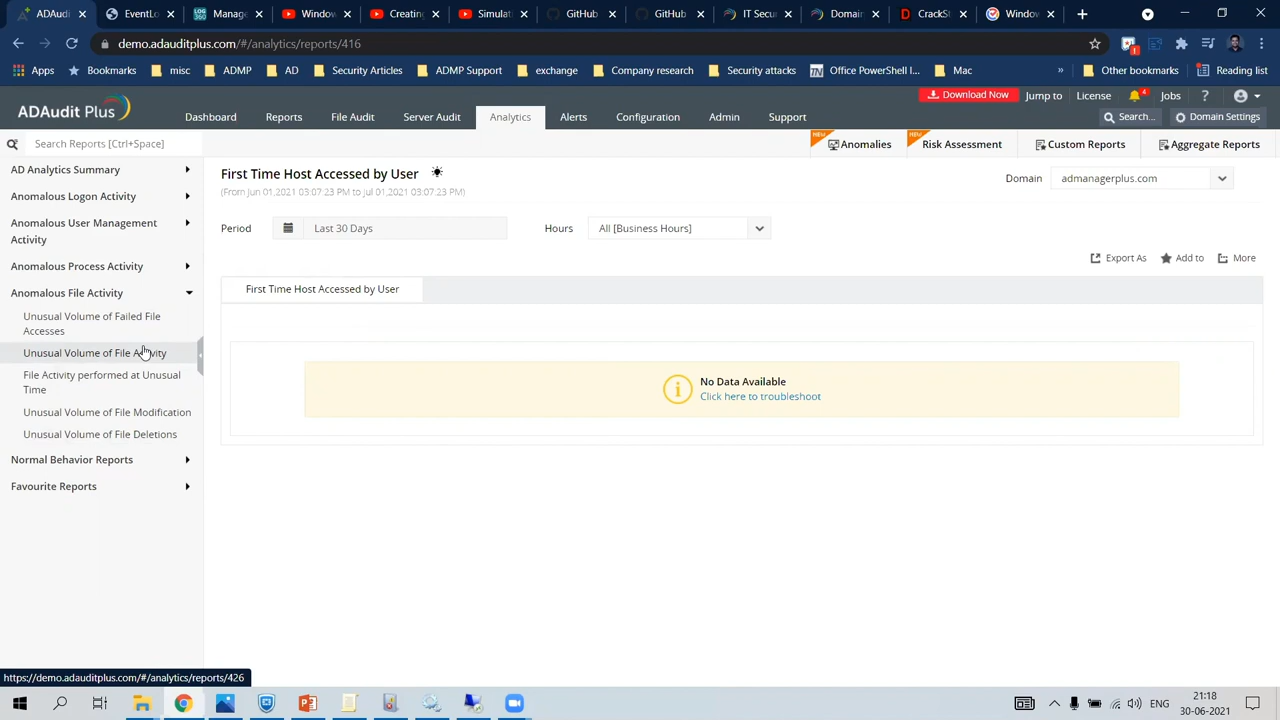 EventLo
Manage
Window
Creating
Simulati
GitHub
GitHub
IT Secu
Domain
CrackSt
Window
demo.adauditplus.com/#/analytics/reports/416
Apps
Bookmarks
misc
ADMP
AD
Security Articles
ADMP Support
exchange
Company research
Security attacks
Office PowerShell I...
Mac
»
Other bookmarks
Reading list
ADAudit Plus
Download Now
Jump to
License
4
Jobs
?
Dashboard
Reports
File Audit
Server Audit
Analytics
Alerts
Configuration
Admin
Support
Search...
Domain Settings
Search Reports [Ctrl+Space]
NEW
Anomalies
NEW
Risk Assessment
Custom Reports
Aggregate Reports
AD Analytics Summary
Anomalous Logon Activity
Anomalous User Management
Activity
Anomalous Process Activity
Anomalous File Activity
Unusual Volume of Failed File
Accesses
Unusual Volume of File Activity
File Activity performed at Unusual
Time
Unusual Volume of File Modification
Unusual Volume of File Deletions
Normal Behavior Reports
Favourite Reports
First Time Host Accessed by User
(From Jun 01,2021 03:07:23 PM to Jul 01,2021 03:07:23 PM)
Domain
admanagerplus.com
Period
Last 30 Days
Hours
All [Business Hours]
Export As
Add to
More
First Time Host Accessed by User
No Data Available
Click here to troubleshoot
https://demo.adauditplus.com/#/analytics/reports/426
ENG
21:18
30-06-2021